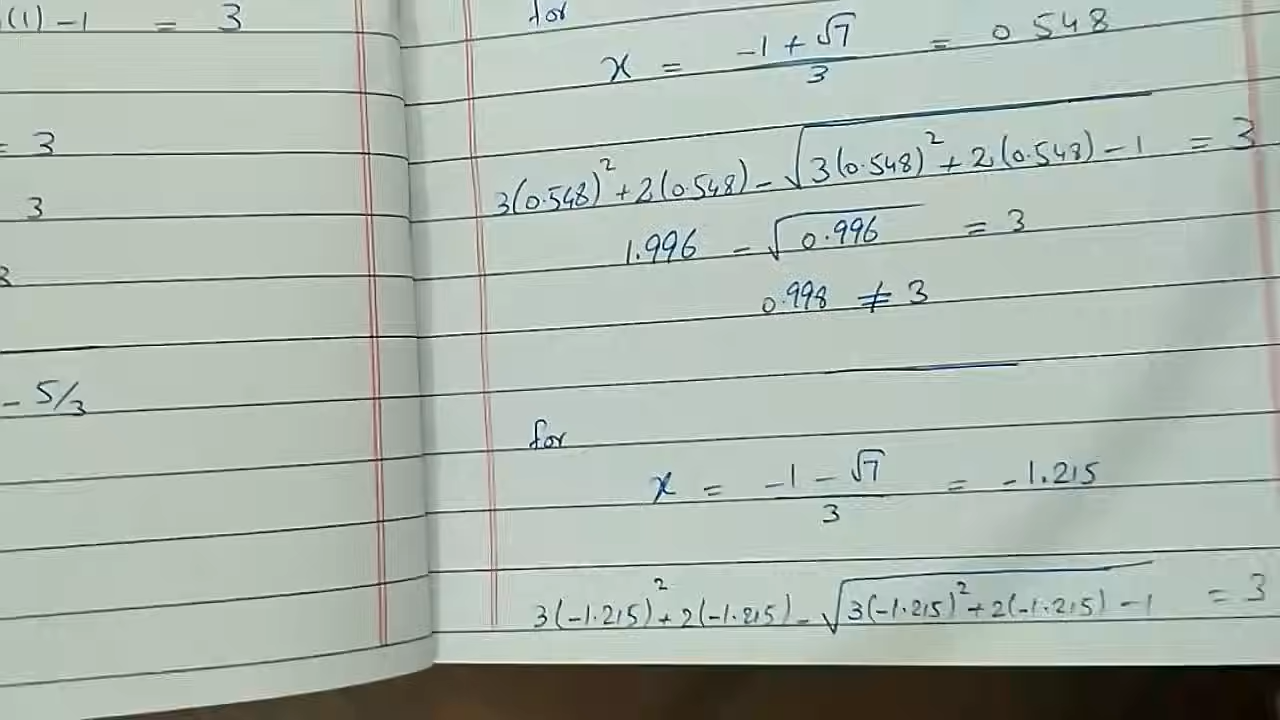 (1) - 1 = 3
= 3
3
- 5/3
for
x = (-1 + √7)/3 = 0.548
3(0.548)² + 2(0.548) - √(3(0.548)² + 2(0.548) - 1) = 3
1.996 - √0.996 = 3
0.998 ≠ 3
for
x = (-1 - √7)/3 = -1.215
3(-1.215)² + 2(-1.215) - √(3(-1.215)² + 2(-1.215) - 1) = 3